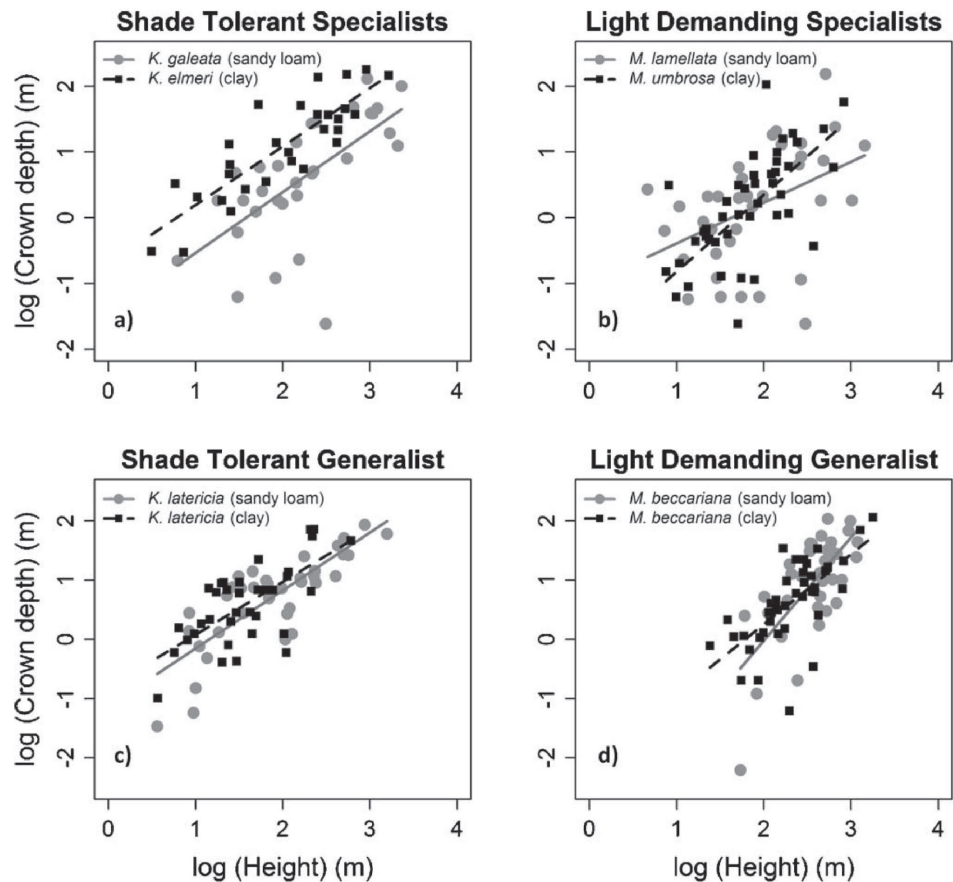 Shade Tolerant Specialists
K. galeata (sandy loam)
K. elmeri (clay)
log (Crown depth) (m)
2
1
0
-1
-2
a)
0 1 2 3 4
Light Demanding Specialists
M. lamellata (sandy loam)
M. umbrosa (clay)
2
1
0
-1
-2
b)
0 1 2 3 4
Shade Tolerant Generalist
K. latericia (sandy loam)
K. latericia (clay)
log (Crown depth) (m)
2
1
0
-1
-2
c)
0 1 2 3 4
log (Height) (m)
Light Demanding Generalist
M. beccariana (sandy loam)
M. beccariana (clay)
2
1
0
-1
-2
d)
0 1 2 3 4
log (Height) (m)